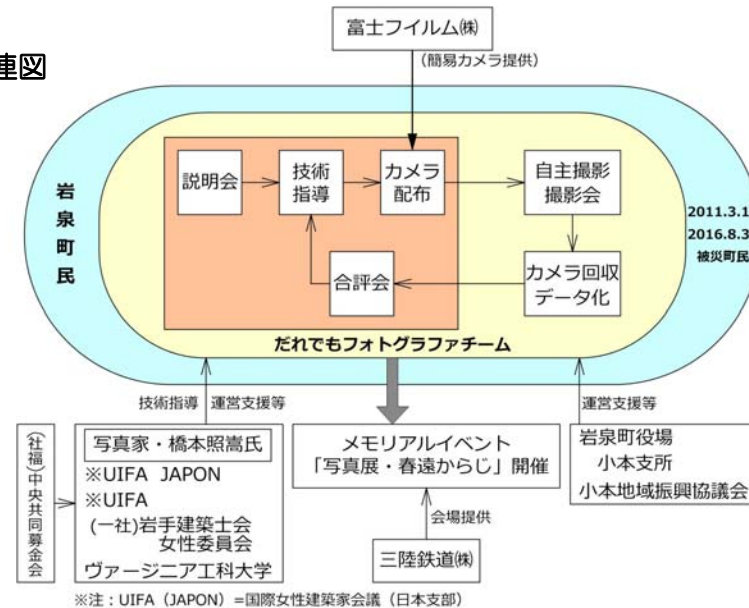 富士フイルム㈱
連図
(簡易カメラ提供)
岩泉町民
説明会
技術
指導
カメラ
配布
自主撮影
撮影会
2011.3.1
2016.8.3
被災町民
合評会
カメラ回収
データ化
だれでもフォトグラファチーム
技術指導
運営支援等
運営支援等
(社福)中央共同募金会
写真家・橋本照嵩氏
※UIFA JAPON
※UIFA
(一社)岩手建築士会
女性委員会
ヴァージニア工科大学
メモリアルイベント
「写真展・春遠からじ」開催
会場提供
三陸鉄道㈱
岩泉町役場
小本支所
小本地域振興協議会
※注:UIFA(JAPON)=国際女性建築家会議(日本支部)